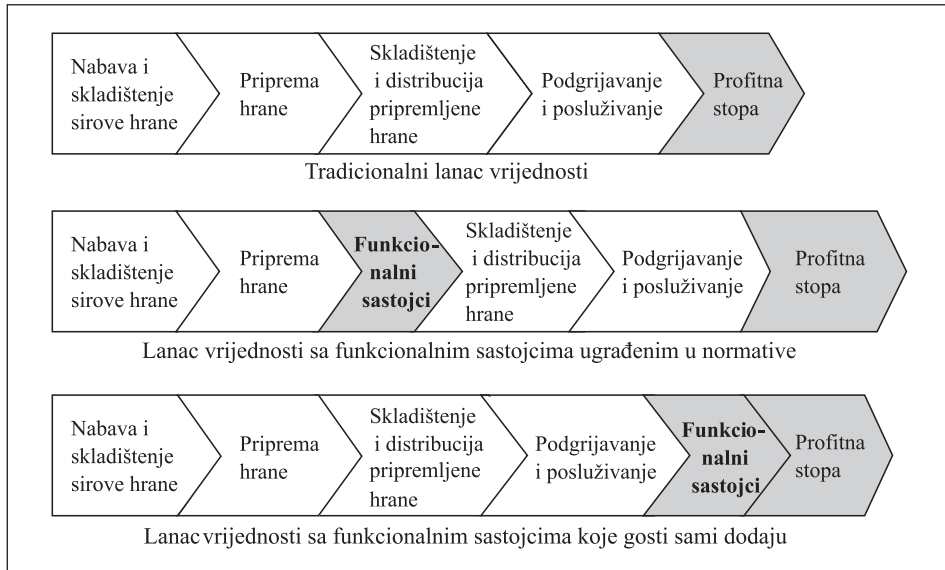 Nabava i
skladištenje
sirove hrane
Priprema
hrane
Skladištenje
i distribucija
pripremljene
hrane
Podgrijavanje
i posluživanje
Profitna
stopa
Tradicionalni lanac vrijednosti
Nabava i
skladištenje
sirove hrane
Priprema
hrane
Funkcio-
nalni
sastojci
Skladištenje
i distribucija
pripremljene
hrane
Podgrijavanje
i posluživanje
Profitna
stopa
Lanac vrijednosti sa funkcionalnim sastojcima ugrađenim u normative
Nabava i
skladištenje
sirove hrane
Priprema
hrane
Skladištenje
i distribucija
pripremljene
hrane
Podgrijavanje
i posluživanje
Funkcio-
nalni
sastojci
Profitna
stopa
Lanac vrijednosti sa funkcionalnim sastojcima koje gosti sami dodaju